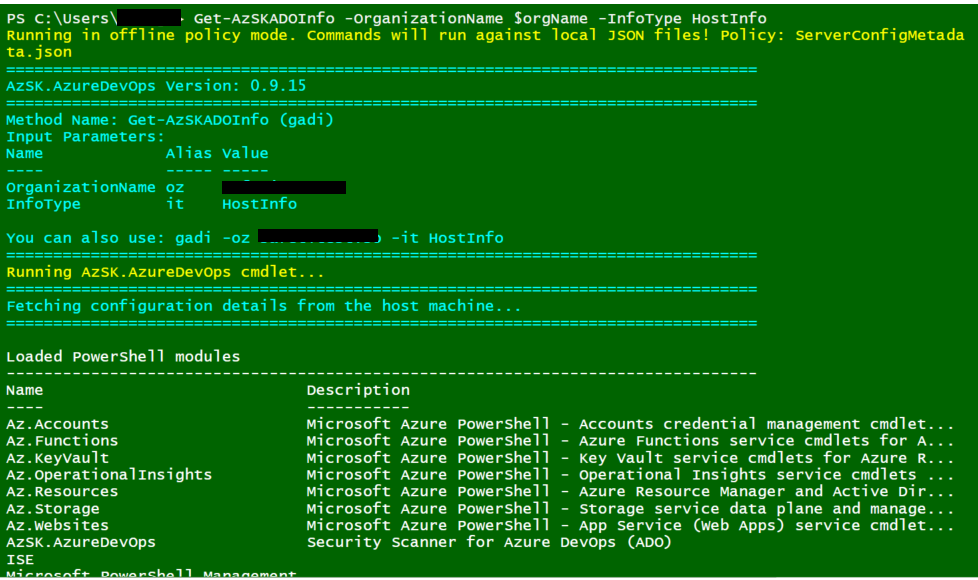 PS C:\Users\ > Get-AzSKADOInfo -OrganizationName $orgName -InfoType HostInfo
Running in offline policy mode. Commands will run against local JSON files! Policy: ServerConfigMetada
ta.json
================================================================================
AzSK.AzureDevOps Version: 0.9.15
================================================================================
Method Name: Get-AzSKADOInfo (gadi)
Input Parameters:
Name Alias Value
---- ----- -----
OrganizationName oz
InfoType it HostInfo
You can also use: gadi -oz -it HostInfo
================================================================================
Running AzSK.AzureDevOps cmdlet...
================================================================================
Fetching configuration details from the host machine...
================================================================================
Loaded PowerShell modules
--------------------------------------------------------------------------------
Name Description
---- -----------
Az.Accounts Microsoft Azure Powershell - Accounts credential management cmdlet...
Az.Functions Microsoft Azure Powershell - Azure Functions service cmdlets for A...
Az.KeyVault Microsoft Azure Powershell - Key Vault service cmdlets for Azure R...
Az.OperationalInsights Microsoft Azure Powershell - Operational Insights service cmdlets ...
Az.Resources Microsoft Azure Powershell - Azure Resource Manager and Active Dir...
Az.Storage Microsoft Azure Powershell - Storage service data plane and manage...
Az.Websites Microsoft Azure Powershell - App Service (Web Apps) service cmdlet...
AzSK.AzureDevOps Security Scanner for Azure DevOps (ADO)
ISE
Microsoft PowerShell Management